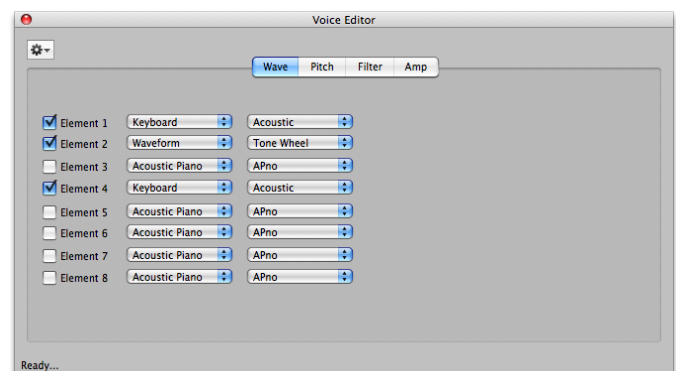 Voice Editor
Wave Pitch Filter Amp
Element 1 Keyboard Acoustic
Element 2 Waveform Tone Wheel
Element 3 Acoustic Piano APno
Element 4 Keyboard Acoustic
Element 5 Acoustic Piano APno
Element 6 Acoustic Piano APno
Element 7 Acoustic Piano APno
Element 8 Acoustic Piano APno
Ready...